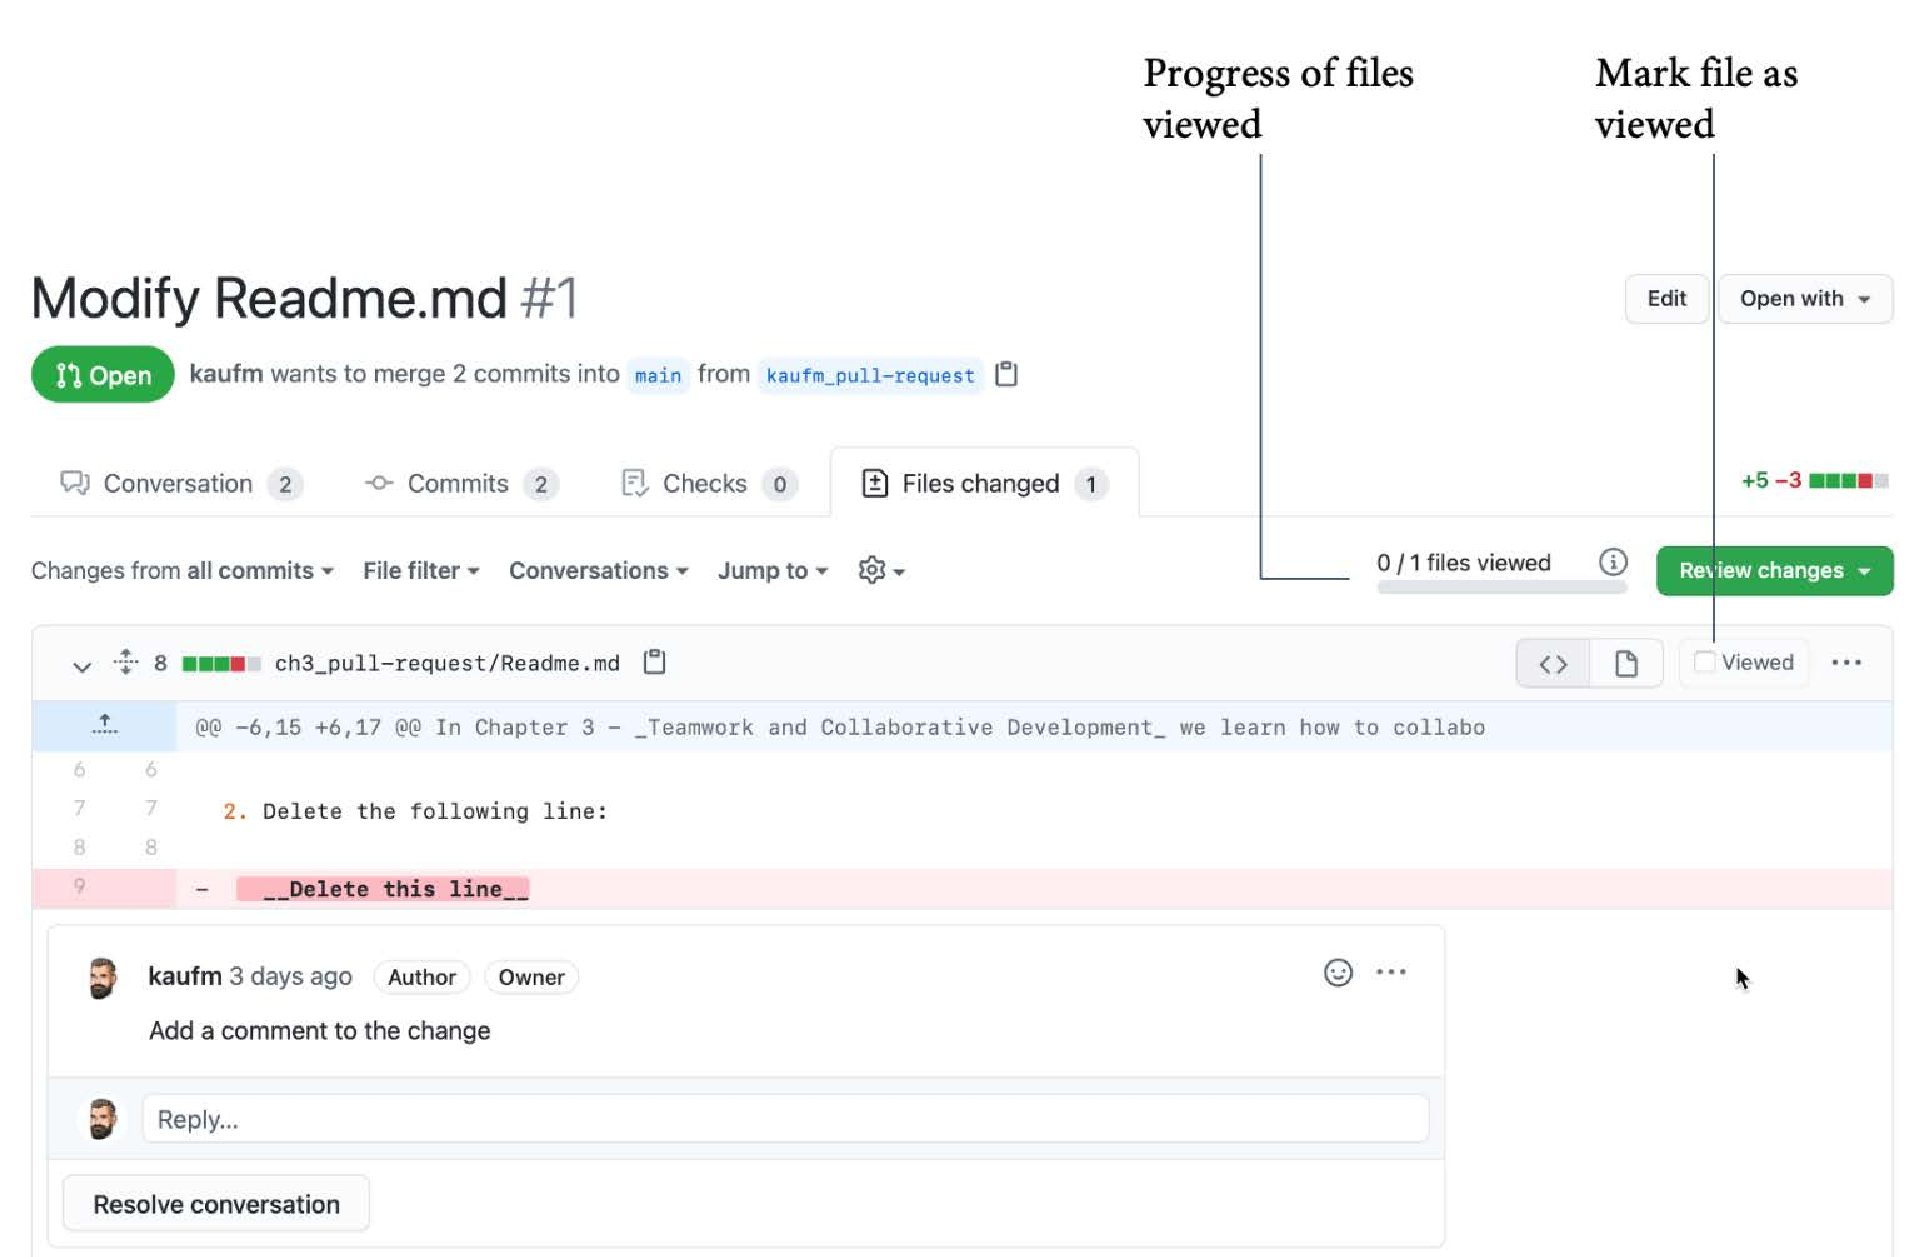 Progress of files
viewed
Mark file as
viewed
Modify Readme.md #1
Edit
Open with
Open
kaufm wants to merge 2 commits into main from kaufm_pull-request
Conversation 2
Commits 2
Checks 0
Files changed 1
+5 −3
Changes from all commits
File filter
Conversations
Jump to
0 / 1 files viewed
Review changes
8 ch3_pull-request/Readme.md
Viewed
@@ -6,15 +6,17 @@ In Chapter 3 - _Teamwork and Collaborative Development_ we learn how to collabo
6 6
7 7 2. Delete the following line:
8 8
9 - __Delete this line__
kaufm 3 days ago Author Owner
Add a comment to the change
Reply...
Resolve conversation